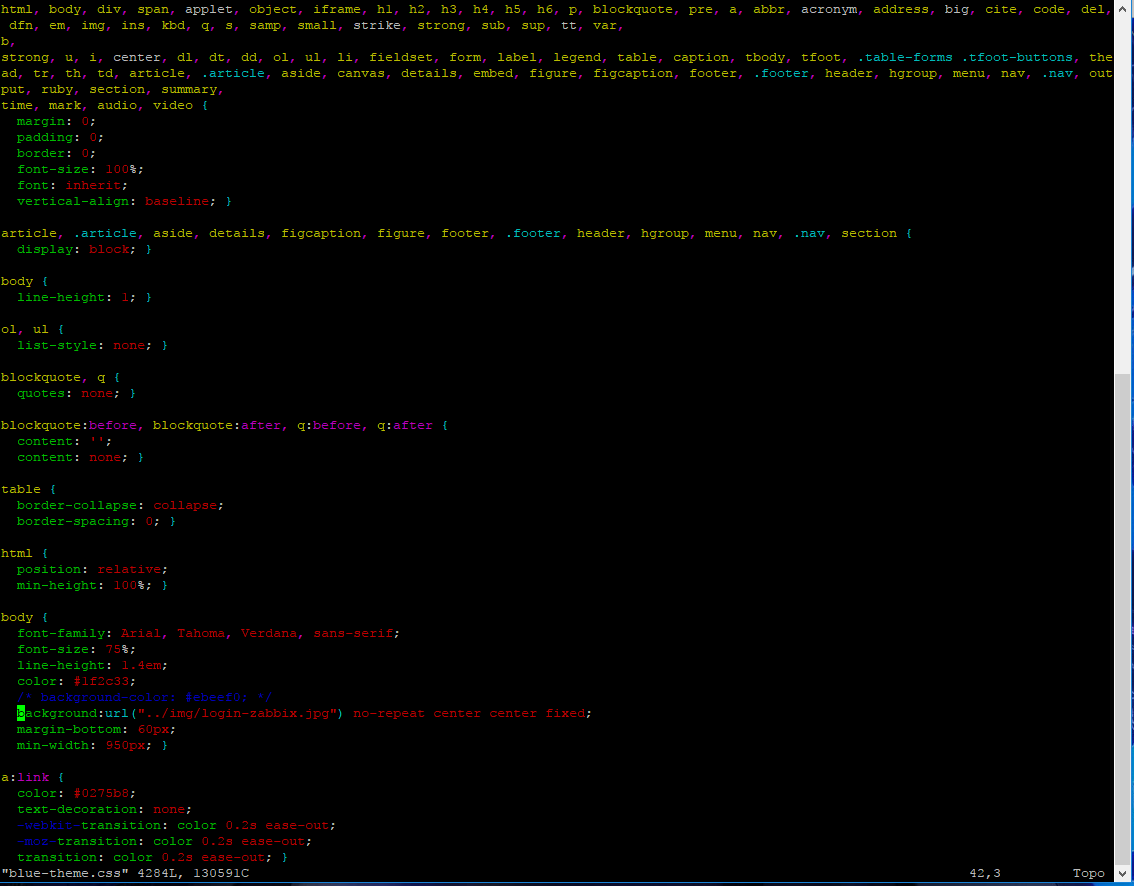 html, body, div, span, applet, object, iframe, h1, h2, h3, h4, h5, h6, p, blockquote, pre, a, abbr, acronym, address, big, cite, code, del,
 dfn, em, img, ins, kbd, q, s, samp, small, strike, strong, sub, sup, tt, var,
b,
strong, u, i, center, dl, dt, dd, ol, ul, li, fieldset, form, label, legend, table, caption, tbody, tfoot, .table-forms .tfoot-buttons, the
ad, tr, th, td, article, .article, aside, canvas, details, embed, figure, figcaption, footer, .footer, header, hgroup, menu, nav, .nav, out
put, ruby, section, summary,
time, mark, audio, video {
  margin: 0;
  padding: 0;
  border: 0;
  font-size: 100%;
  font: inherit;
  vertical-align: baseline; }

article, .article, aside, details, figcaption, figure, footer, .footer, header, hgroup, menu, nav, .nav, section {
  display: block; }

body {
  line-height: 1; }

ol, ul {
  list-style: none; }

blockquote, q {
  quotes: none; }

blockquote:before, blockquote:after, q:before, q:after {
  content: '';
  content: none; }

table {
  border-collapse: collapse;
  border-spacing: 0; }

html {
  position: relative;
  min-height: 100%; }

body {
  font-family: Arial, Tahoma, Verdana, sans-serif;
  font-size: 75%;
  line-height: 1.4em;
  color: #1f2c33;
  /* background-color: #ebeef0; */
  background:url("../img/login-zabbix.jpg") no-repeat center center fixed;
  margin-bottom: 60px;
  min-width: 950px; }

a:link {
  color: #0275b8;
  text-decoration: none;
  -webkit-transition: color 0.2s ease-out;
  -moz-transition: color 0.2s ease-out;
  transition: color 0.2s ease-out; }
"blue-theme.css" 4284L, 130591C 42,3 Topo